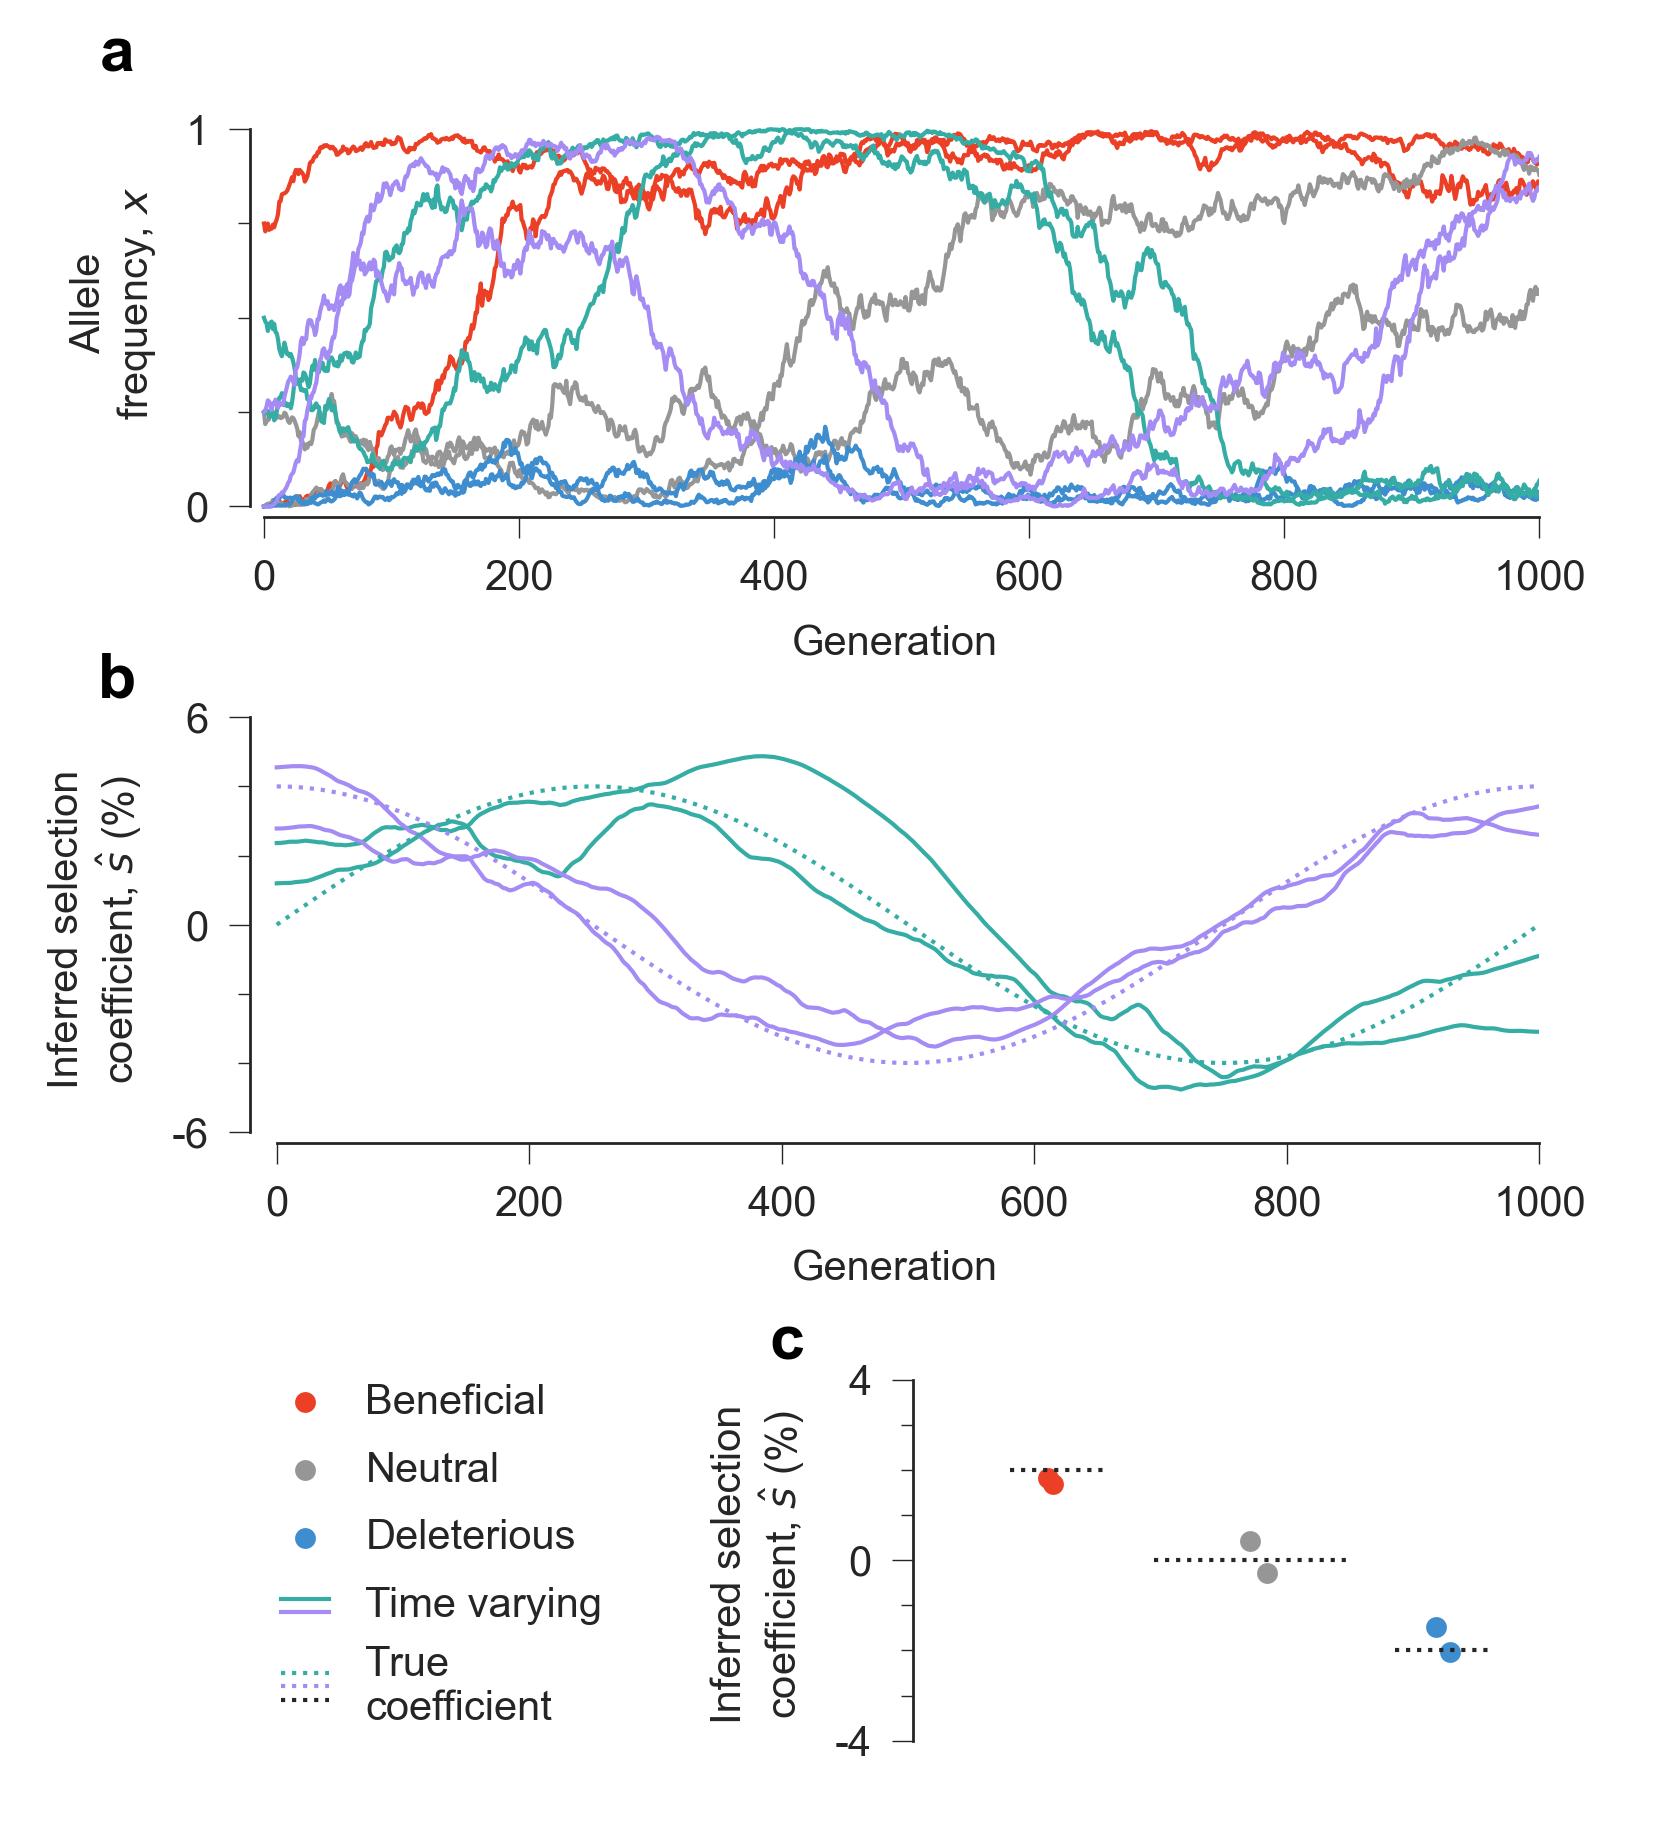 a
1
0
Allele
frequency, x
0 200 400 600 800 1000
Generation
b
6
0
-6
Inferred selection
coefficient, ŝ (%)
0 200 400 600 800 1000
Generation
Beneficial
Neutral
Deleterious
Time varying
True
coefficient
c
4
0
-4
Inferred selection
coefficient, ŝ (%)